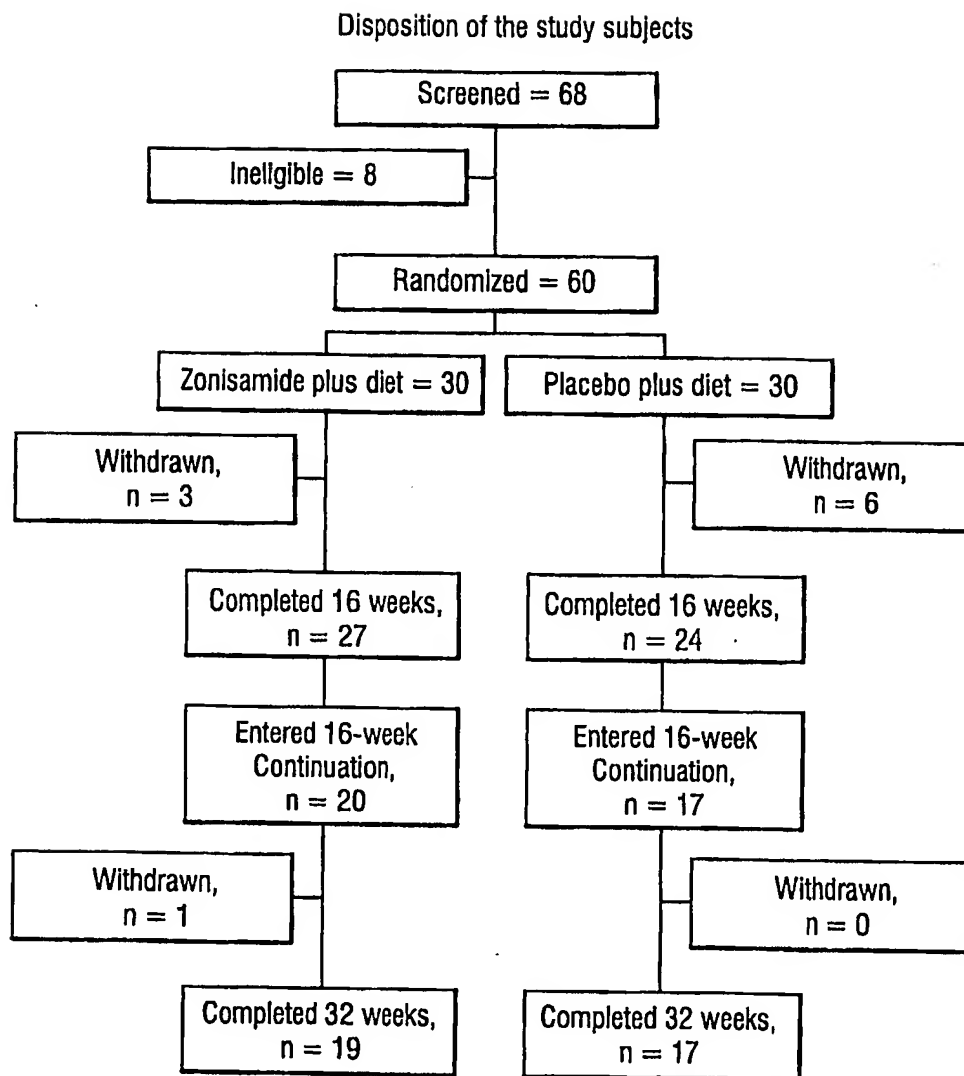 Disposition of the study subjects
Screened = 68
Ineligible = 8
Randomized = 60
Zonisamide plus diet = 30
Placebo plus diet = 30
Withdrawn,
n = 3
Withdrawn,
n = 6
Completed 16 weeks,
n = 27
Completed 16 weeks,
n = 24
Entered 16-week
Continuation,
n = 20
Entered 16-week
Continuation,
n = 17
Withdrawn,
n = 1
Withdrawn,
n = 0
Completed 32 weeks,
n = 19
Completed 32 weeks,
n = 17